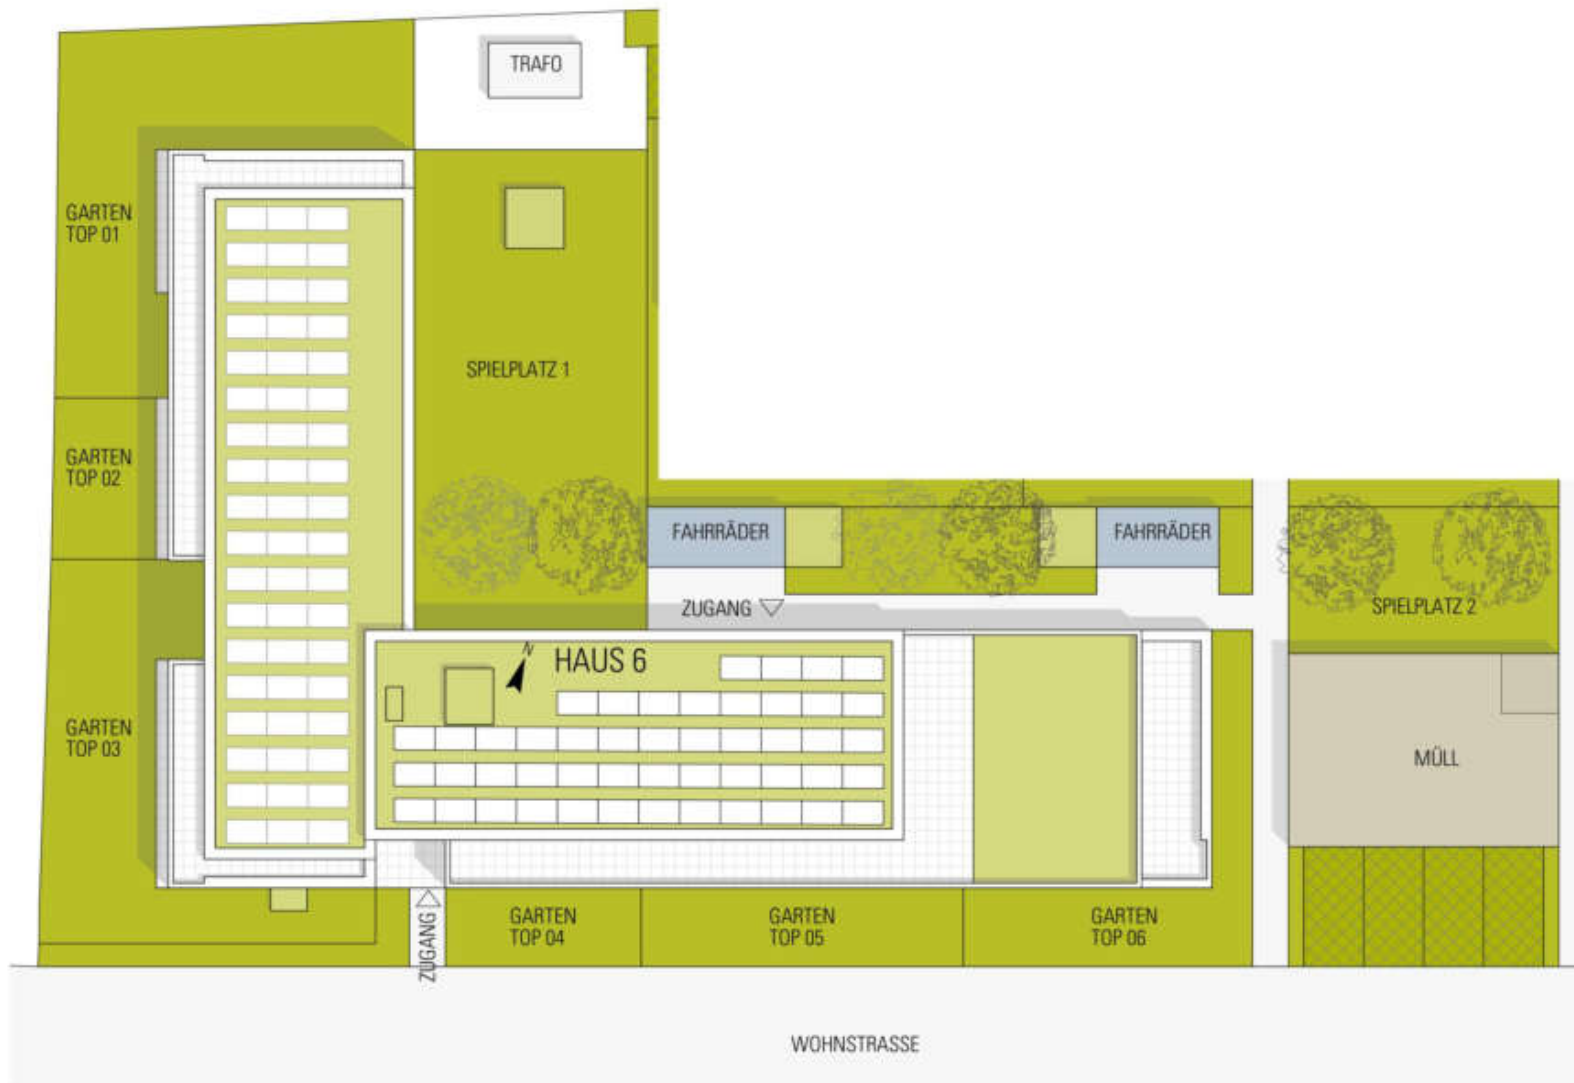 TRAFO
GARTEN
TOP 01
SPIELPLATZ 1
GARTEN
TOP 02
FAHRRÄDER
FAHRRÄDER
ZUGANG
SPIELPLATZ 2
N
HAUS 6
GARTEN
TOP 03
MÜLL
ZUGANG
GARTEN
TOP 04
GARTEN
TOP 05
GARTEN
TOP 06
WOHNSTRASSE